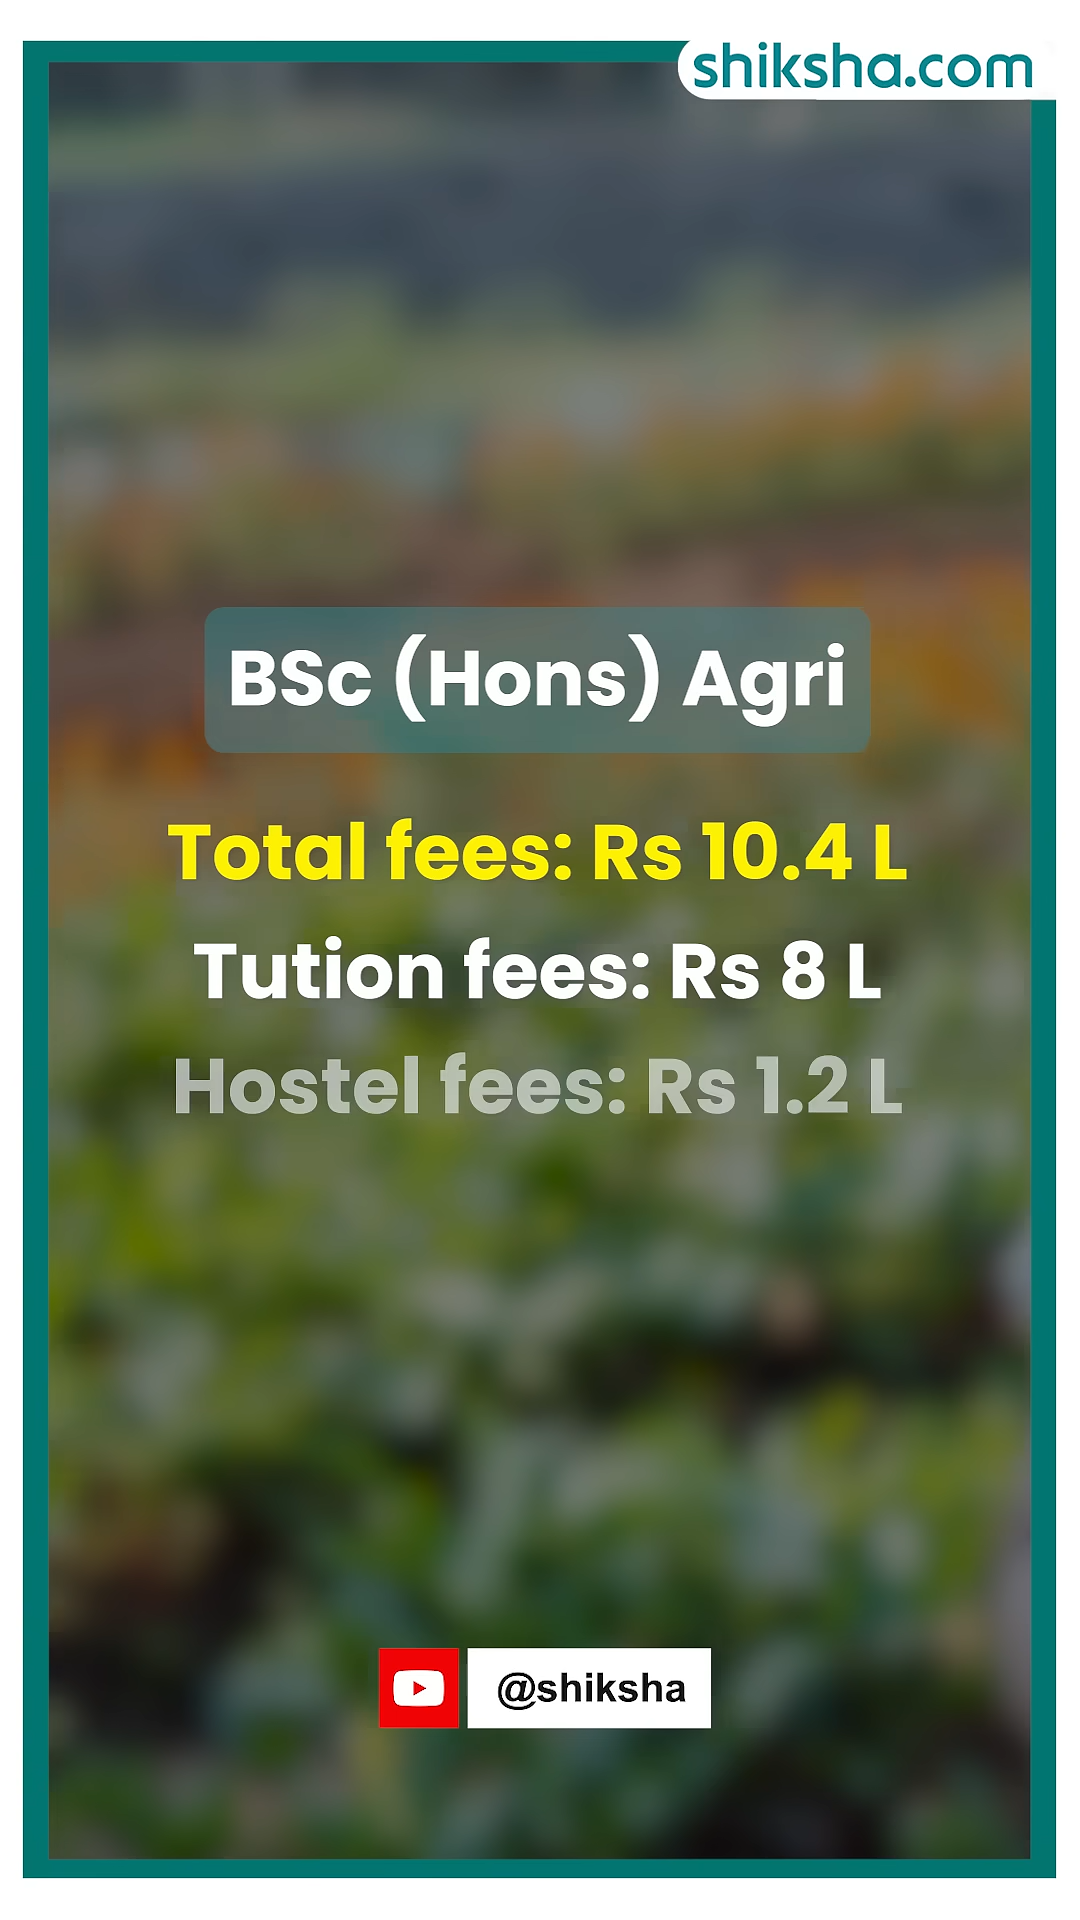 shiksha.com
BSc (Hons) Agri
Total fees: Rs 10.4 L
Tution fees: Rs 8 L
Hostel fees: Rs 1.2 L
@shiksha